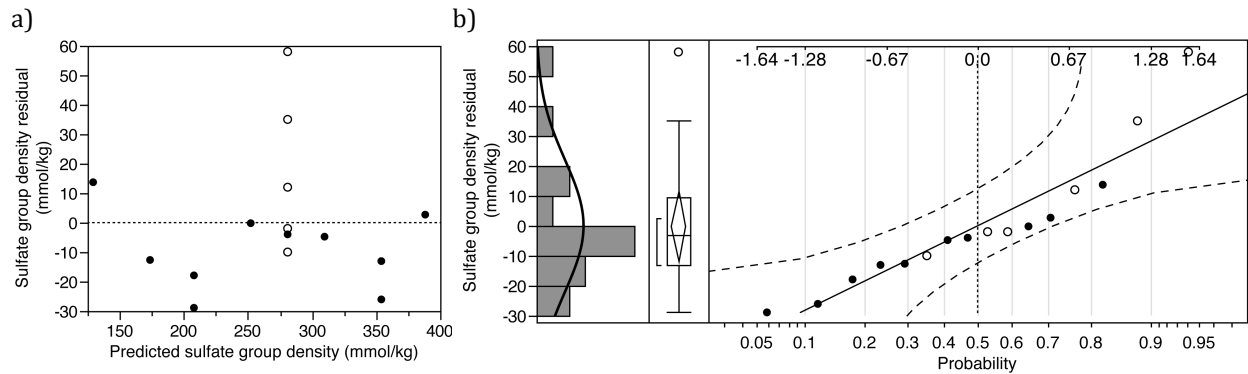 a)
b)
Sulfate group density residual
(mmol/kg)
60
50
40
30
20
10
0
-10
-20
-30
150
200
250
300
350
400
Predicted sulfate group density (mmol/kg)
Sulfate group density residual
(mmol/kg)
60
50
40
30
20
10
0
-10
-20
-30
-1.64 -1.28 -0.67 0.0 0.67 1.28 1.64
0.05 0.1 0.2 0.3 0.4 0.5 0.6 0.7 0.8 0.9 0.95
Probability